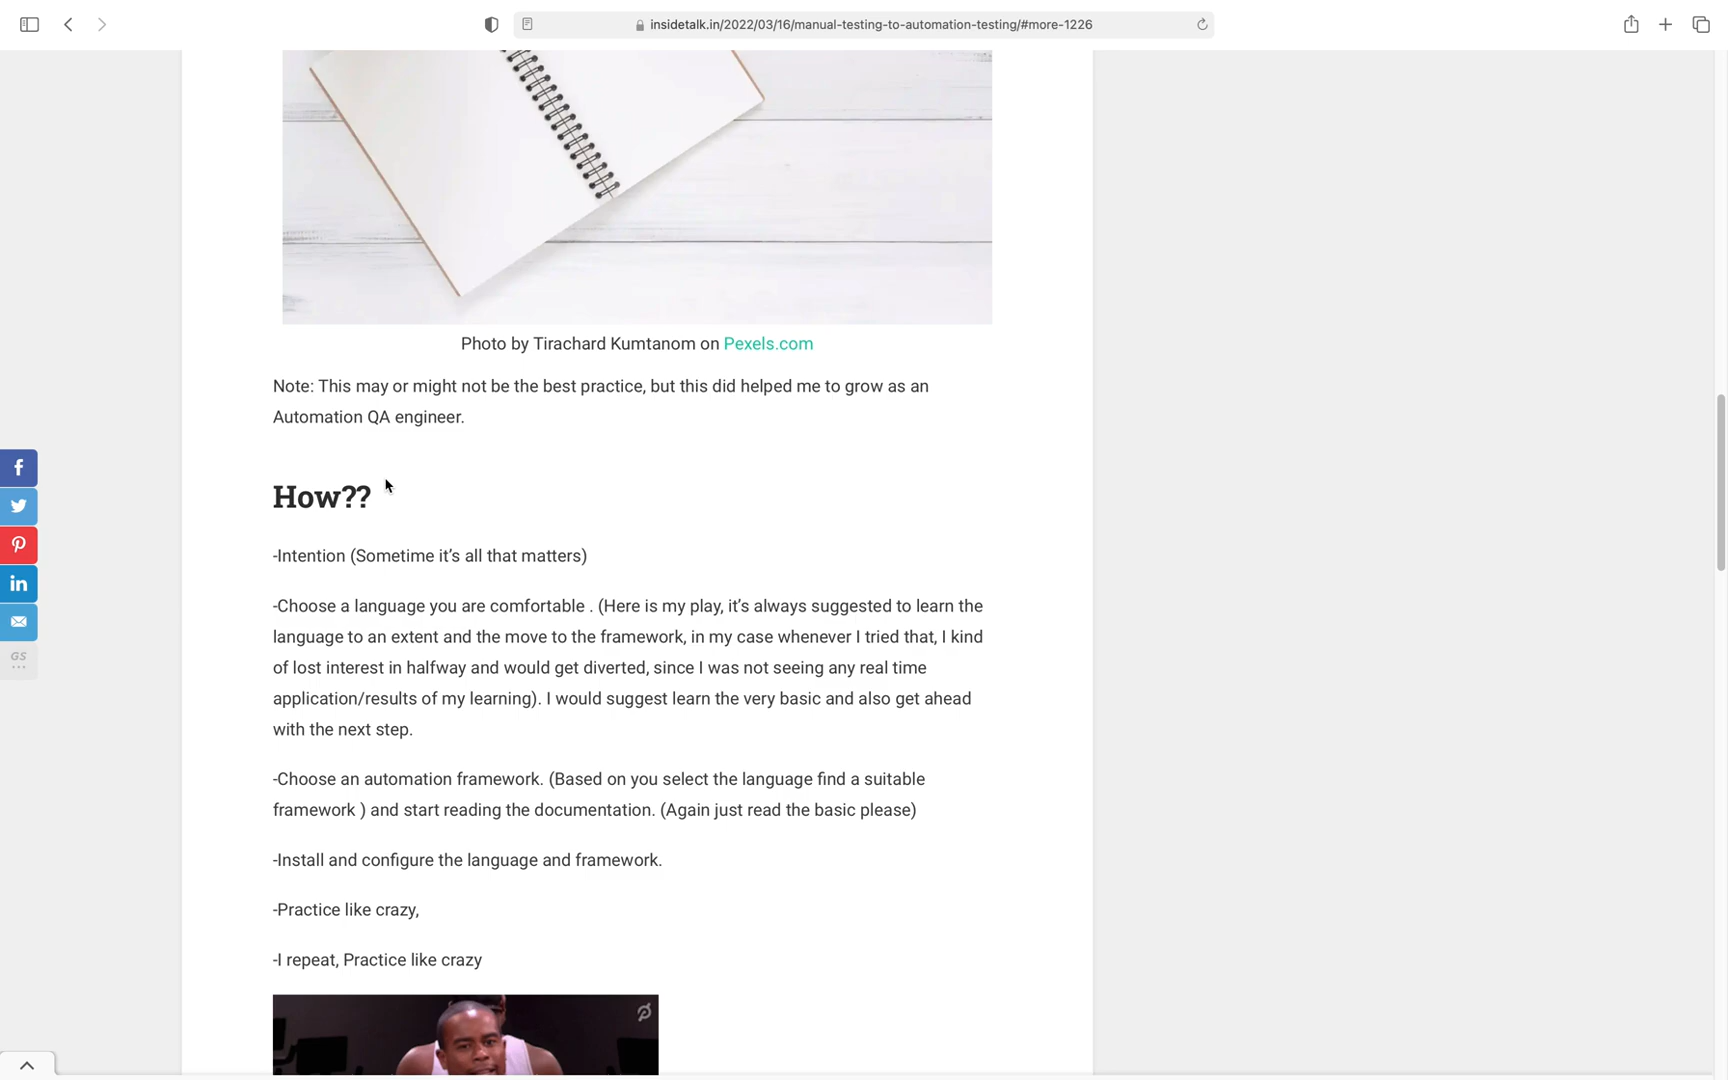 insidetalk.in/2022/03/16/manual-testing-to-automation-testing/#more-1226
Photo by Tirachard Kumtanom on Pexels.com
Note: This may or might not be the best practice, but this did helped me to grow as an
Automation QA engineer.
How??
-Intention (Sometime it’s all that matters)
-Choose a language you are comfortable . (Here is my play, it’s always suggested to learn the
language to an extent and the move to the framework, in my case whenever I tried that, I kind
of lost interest in halfway and would get diverted, since I was not seeing any real time
application/results of my learning). I would suggest learn the very basic and also get ahead
with the next step.
-Choose an automation framework. (Based on you select the language find a suitable
framework ) and start reading the documentation. (Again just read the basic please)
-Install and configure the language and framework.
-Practice like crazy,
-I repeat, Practice like crazy
f
in
GS